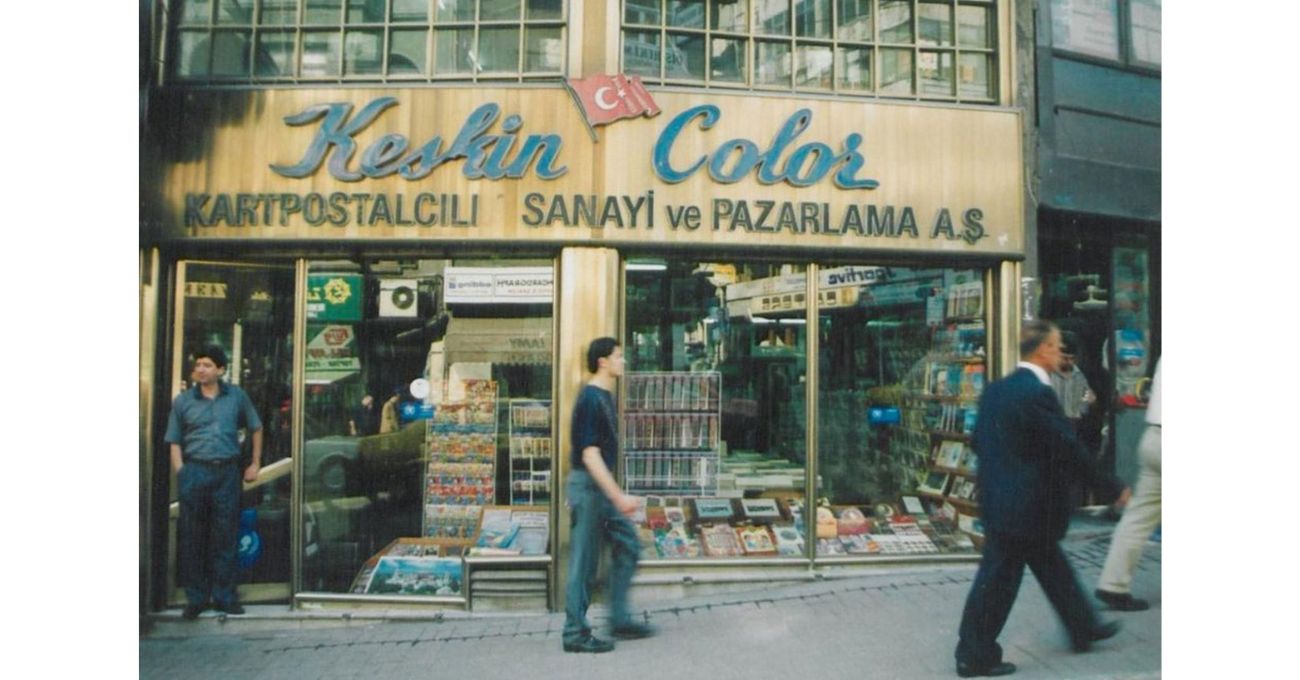 Keskin Color
KARTPOSTALCILI SANAYİ ve PAZARLAMA A.Ş.